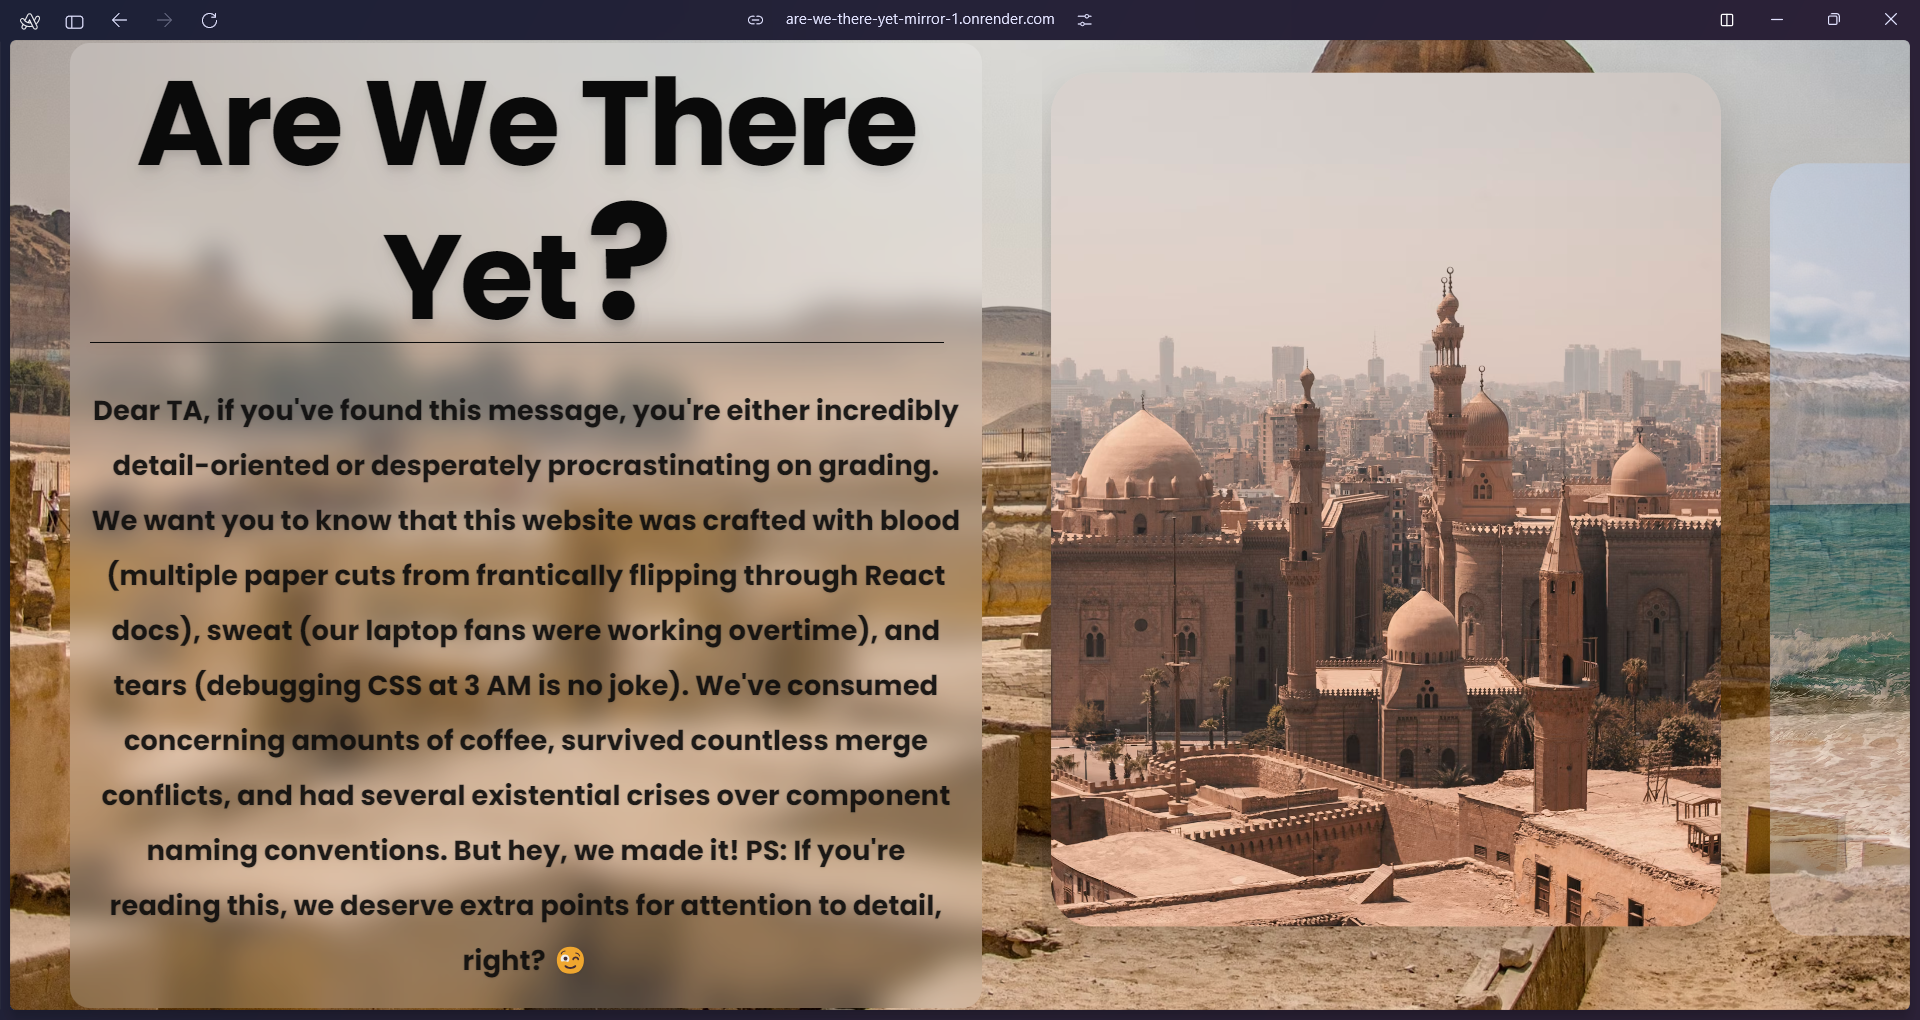 are-we-there-yet-mirror-1.onrender.com
Are We There
Yet?
Dear TA, if you've found this message, you're either incredibly
detail-oriented or desperately procrastinating on grading.
We want you to know that this website was crafted with blood
(multiple paper cuts from frantically flipping through React
docs), sweat (our laptop fans were working overtime), and
tears (debugging CSS at 3 AM is no joke). We've consumed
concerning amounts of coffee, survived countless merge
conflicts, and had several existential crises over component
naming conventions. But hey, we made it! PS: If you're
reading this, we deserve extra points for attention to detail,
right? 😉